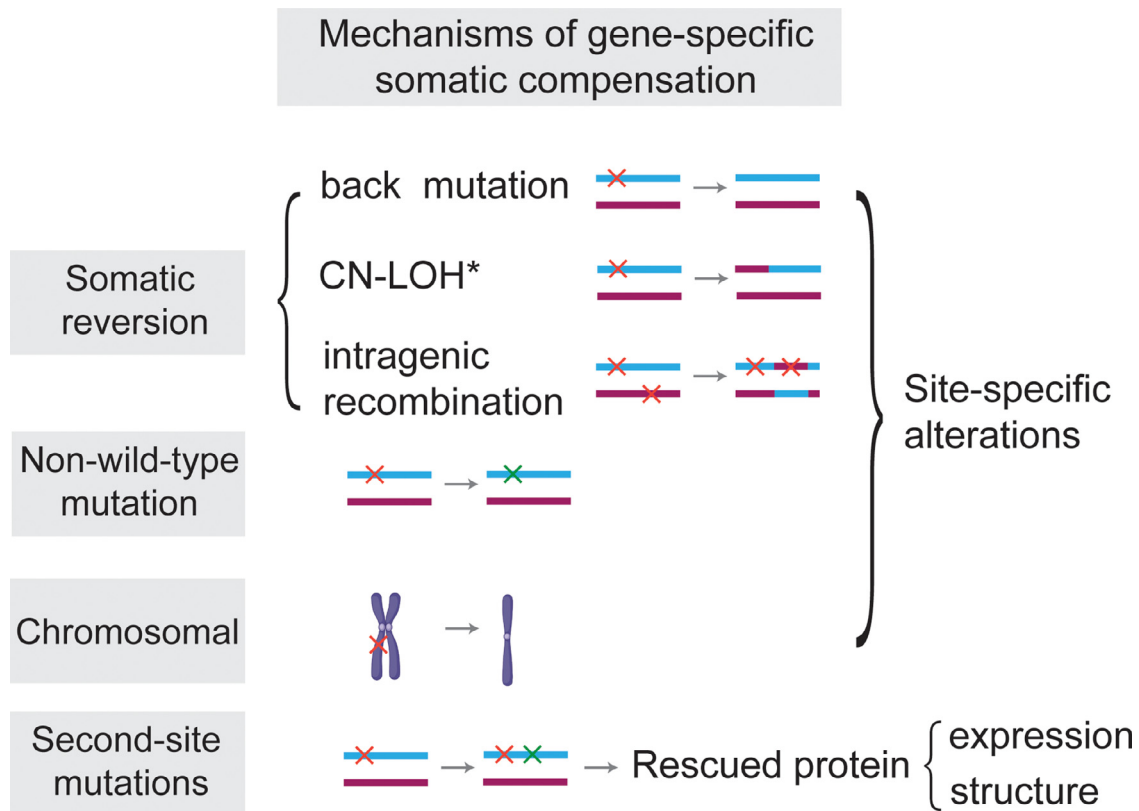 Mechanisms of gene-specific
somatic compensation
Somatic
reversion
back mutation
CN-LOH*
intragenic
recombination
Site-specific
alterations
Non-wild-type
mutation
Chromosomal
Second-site
mutations
Rescued protein
expression
structure